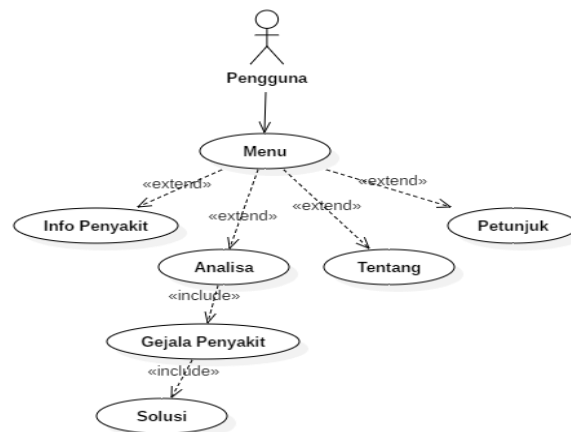 Pengguna
Menu
«extend»
«extend»
«extend»
«extend»
Info Penyakit
Petunjuk
Analisa
Tentang
«include»
Gejala Penyakit
«include»
Solusi